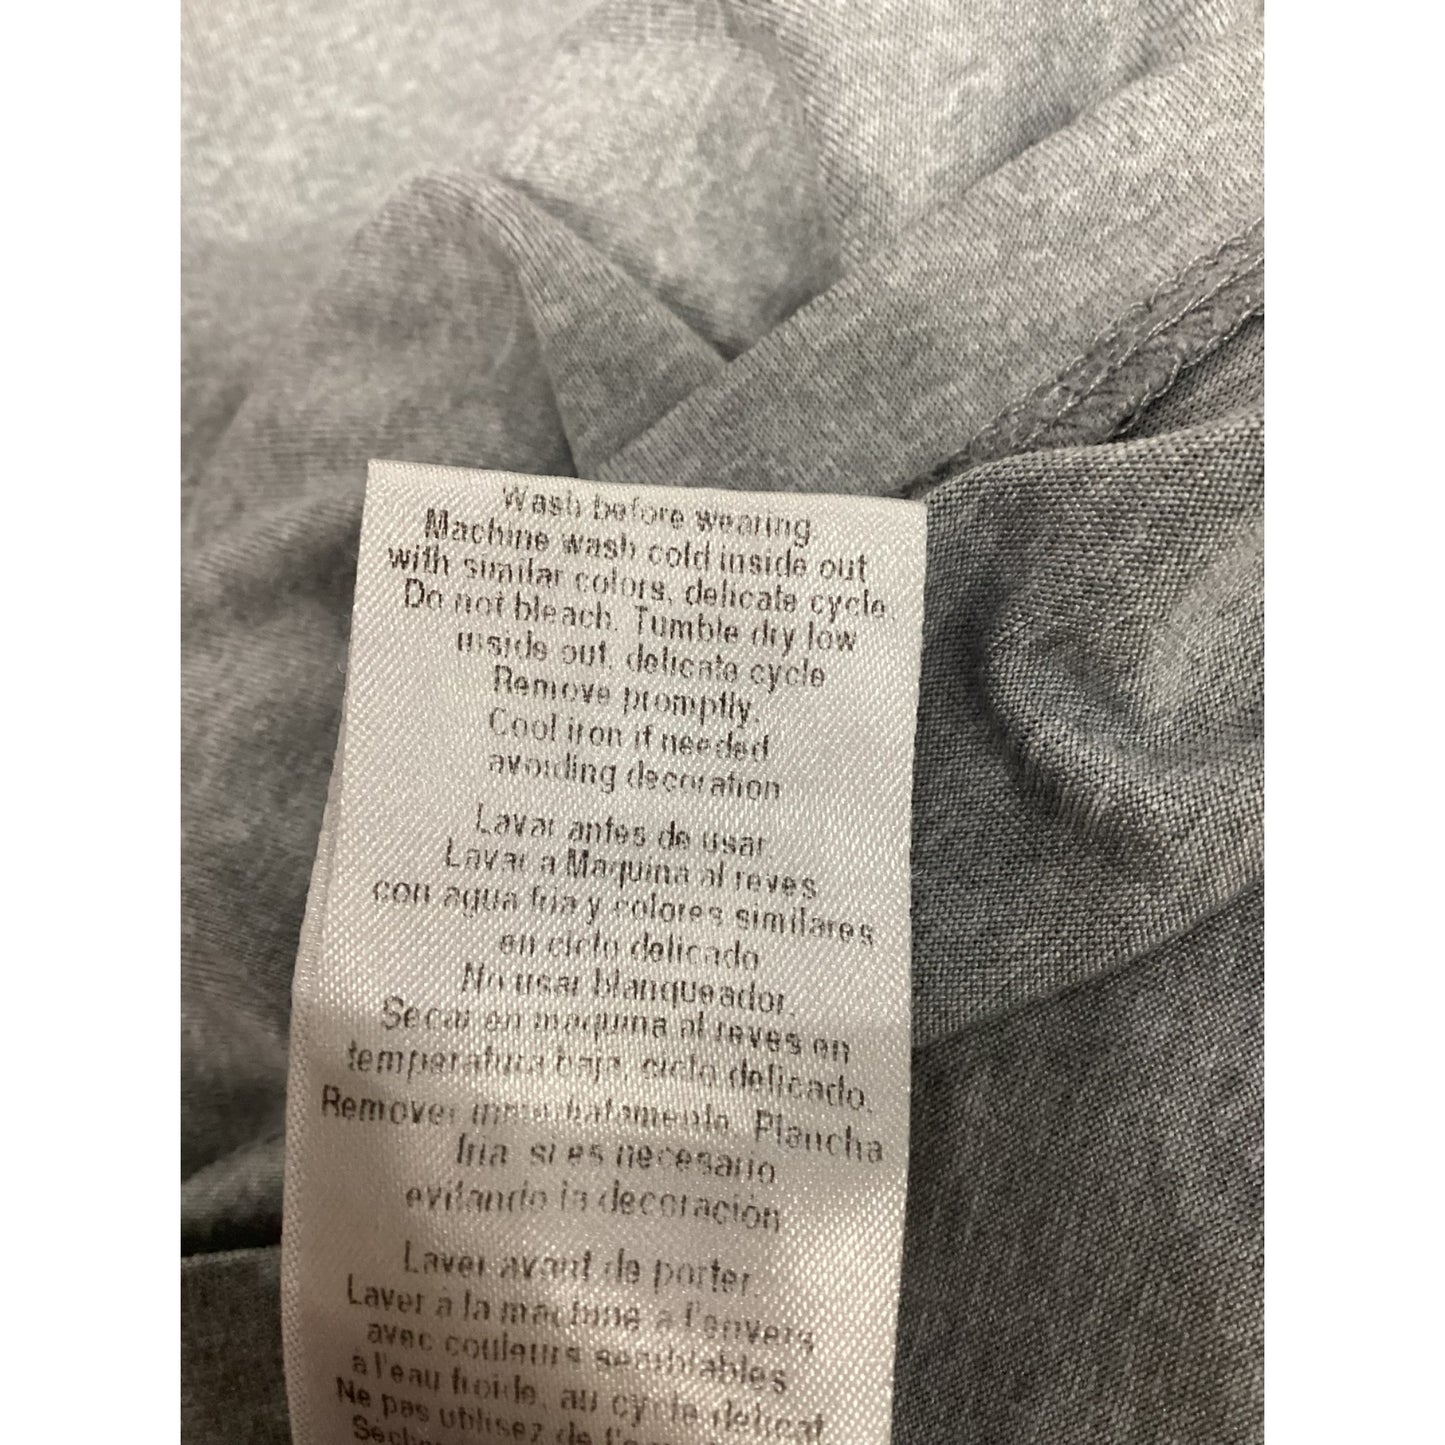 Wash before wearing
Machine wash cold inside out
with similar colors, delicate cycle.
Do not bleach. Tumble dry low
inside out, delicate cycle
Remove promptly.
Cool iron if needed
avoiding decoration
Lavar antes de usar.
Lavar a Maquina al reves
con agua fria y colores similares
en ciclo delicado
No usar blanqueador.
Secar en maquina al reves en
temperatura baja, ciclo delicado.
Remover inmediatamente. Plancha
fria si es necesario
evitando la decoración
Laver avant de porter.
Laver à la machine a l'envers
avec couleurs semblables
a l'eau froide, au cycle delicat
Ne pas utilisez de